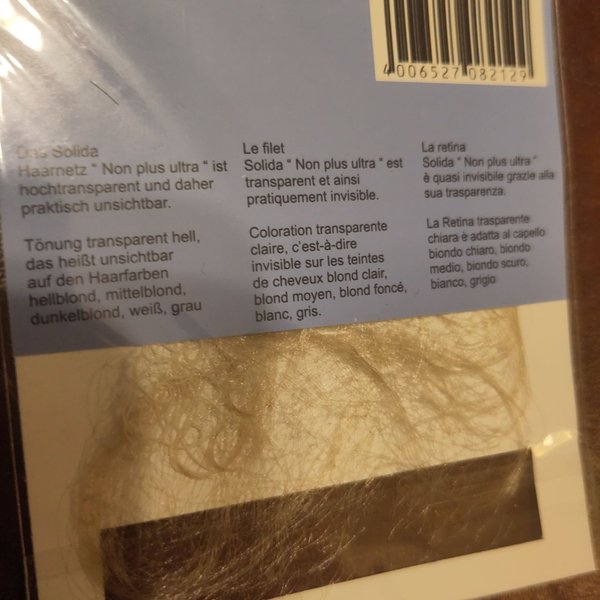 4 006527 082129
Das Solida
Haarnetz " Non plus ultra " ist
hochtransparent und daher
praktisch unsichtbar.
Tönung transparent hell,
das heißt unsichtbar
auf den Haarfarben
hellblond, mittelblond,
dunkelblond, weiß, grau
Le filet
Solida " Non plus ultra " est
transparent et ainsi
pratiquement invisible.
Coloration transparente
claire, c'est-à-dire
invisible sur les teintes
de cheveux blond clair,
blond moyen, blond foncé,
blanc, gris.
La retina
Solida " Non plus ultra "
è quasi invisibile grazie alla
sua trasparenza.
La Retina trasparente
chiara è adatta al capello
biondo chiaro, biondo
medio, biondo scuro,
bianco, grigio